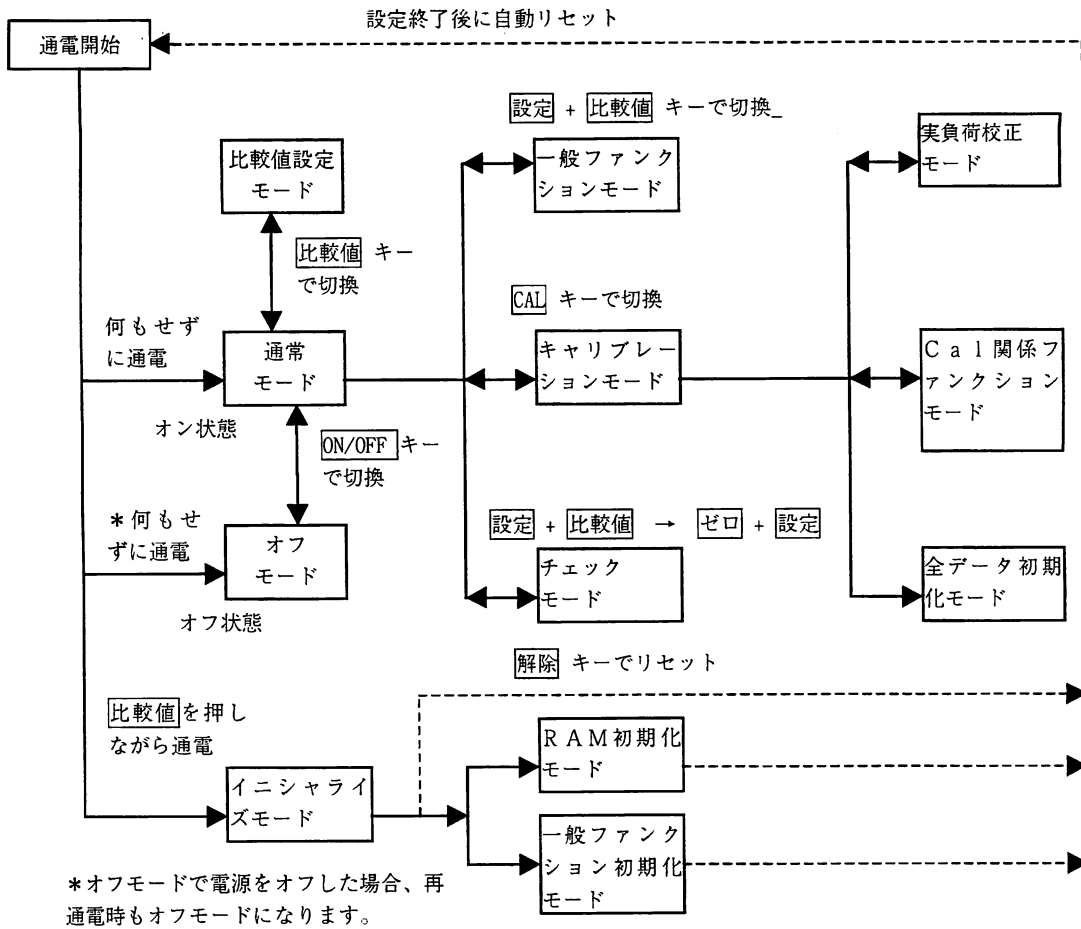 設定終了後に自動リセット
通電開始
設定 + 比較値 キーで切換_
一般ファンク
ションモード
実負荷校正
モード
比較値設定
モード
比較値 キー
で切換
CAL キーで切換
何もせず
に通電
通常
モード
オン状態
キャリブレー
ションモード
Cal関係フ
ァンクション
モード
ON/OFF キー
で切換
*何もせ
ずに通電
オフ
モード
オフ状態
設定 + 比較値 → ゼロ + 設定
チェック
モード
全データ初期
化モード
解除 キーでリセット
比較値を押し
ながら通電
イニシャライ
ズモード
RAM初期化
モード
一般ファンク
ション初期化
モード
*オフモードで電源をオフした場合、再
通電時もオフモードになります。